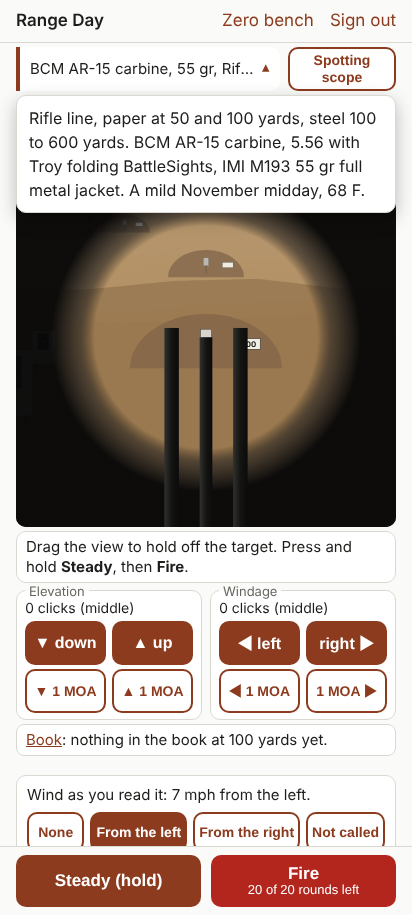 Range Day
Zero bench
Sign out
BCM AR-15 carbine, 55 gr, Rif... ▲
Spotting
scope
Rifle line, paper at 50 and 100 yards, steel 100
to 600 yards. BCM AR-15 carbine, 5.56 with
Troy folding BattleSights, IMI M193 55 gr full
metal jacket. A mild November midday, 68 F.
Drag the view to hold off the target. Press and
hold Steady, then Fire.
Elevation
0 clicks (middle)
▼ down
▲ up
▼ 1 MOA
▲ 1 MOA
Windage
0 clicks (middle)
◀ left
right ▶
◀ 1 MOA
1 MOA ▶
Book: nothing in the book at 100 yards yet.
Wind as you read it: 7 mph from the left.
None
From the left
From the right
Not called
Steady (hold)
Fire
20 of 20 rounds left